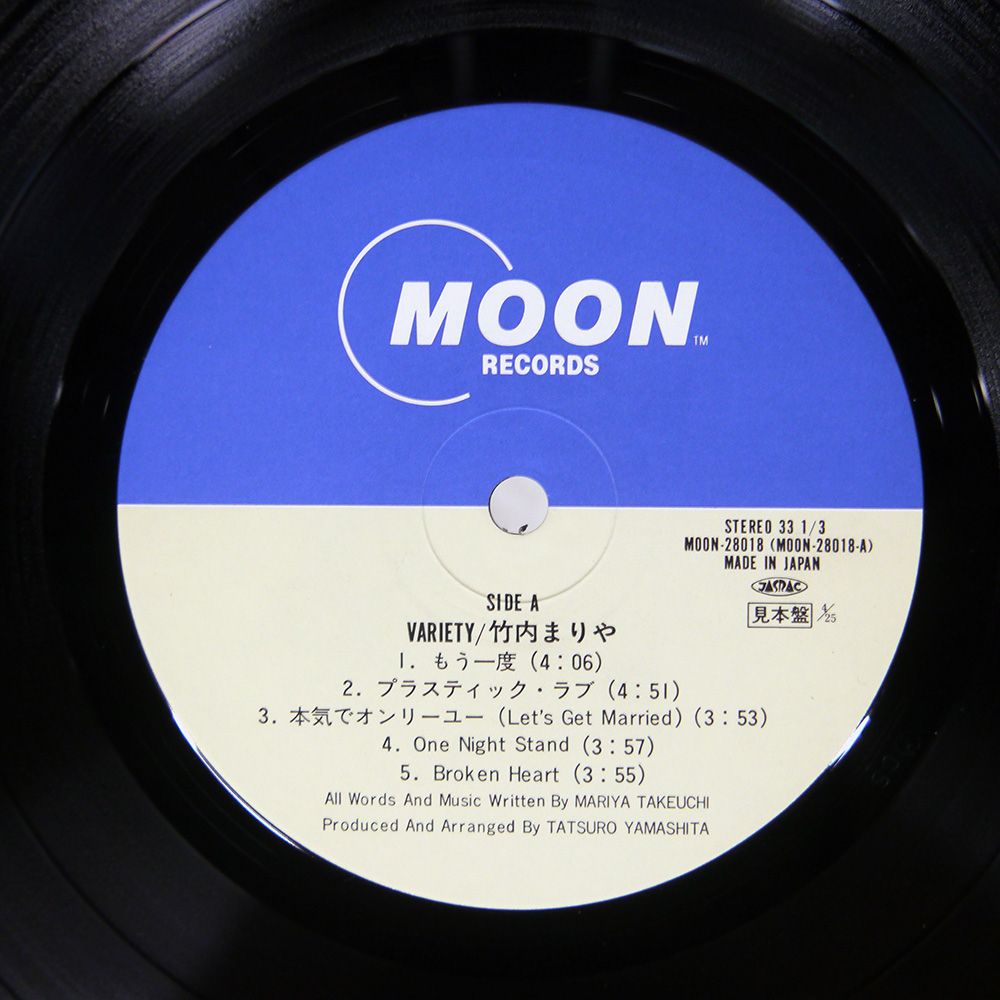 MOON TM
RECORDS
STEREO 33 1/3
MOON-28018 (MOON-28018-A)
MADE IN JAPAN
JASRAC
見本盤 4/25
SIDE A
VARIETY/竹内まりや
1. もう一度 (4:06)
2. プラスティック・ラブ (4:51)
3. 本気でオンリーユー (Let's Get Married) (3:53)
4. One Night Stand (3:57)
5. Broken Heart (3:55)
All Words And Music Written By MARIYA TAKEUCHI
Produced And Arranged By TATSURO YAMASHITA